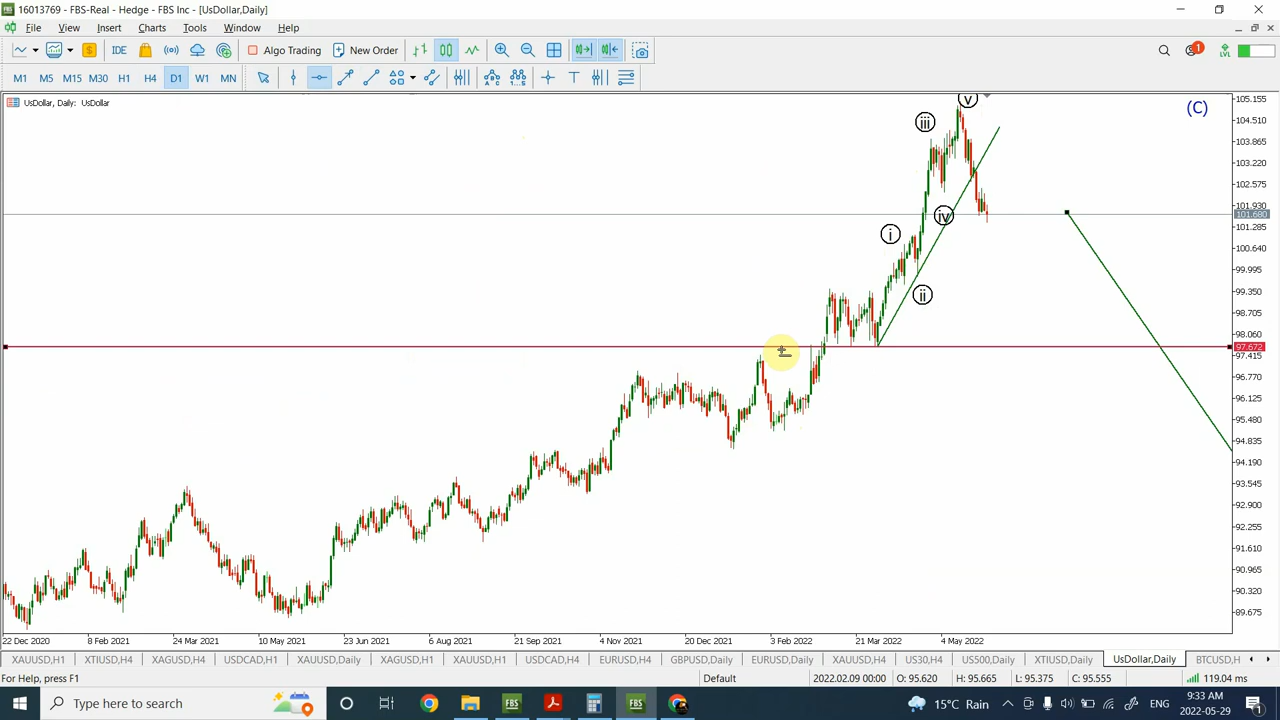 16013769 - FBS-Real - Hedge - FBS Inc - [UsDollar,Daily]
File View Insert Charts Tools Window Help
IDE Algo Trading New Order 1 LVL
M1 M5 M15 M30 H1 H4 D1 W1 MN T
UsDollar, Daily: UsDollar
(C)
v
iii
iv
i
ii
105.155
104.510
103.865
103.220
102.575
101.930
101.680
101.285
100.640
99.995
99.350
98.705
98.060
97.672
97.415
96.770
96.125
95.480
94.835
94.190
93.545
92.900
92.255
91.610
90.965
90.320
89.675
22 Dec 2020 8 Feb 2021 24 Mar 2021 10 May 2021 23 Jun 2021 6 Aug 2021 21 Sep 2021 4 Nov 2021 20 Dec 2021 3 Feb 2022 21 Mar 2022 4 May 2022
XAUUSD,H1 XTIUSD,H4 XAGUSD,H4 USDCAD,H1 XAUUSD,Daily XAGUSD,H1 XAUUSD,H1 USDCAD,H4 EURUSD,H4 GBPUSD,Daily EURUSD,Daily XAUUSD,H4 US30,H4 US500,Daily XTIUSD,Daily UsDollar,Daily BTCUSD,H
For Help, press F1 Default 2022.02.09 00:00 O: 95.620 H: 95.665 L: 95.375 C: 95.555 119.04 ms
Type here to search FBS FBS 15°C Rain ENG 9:33 AM
2022-05-29 1